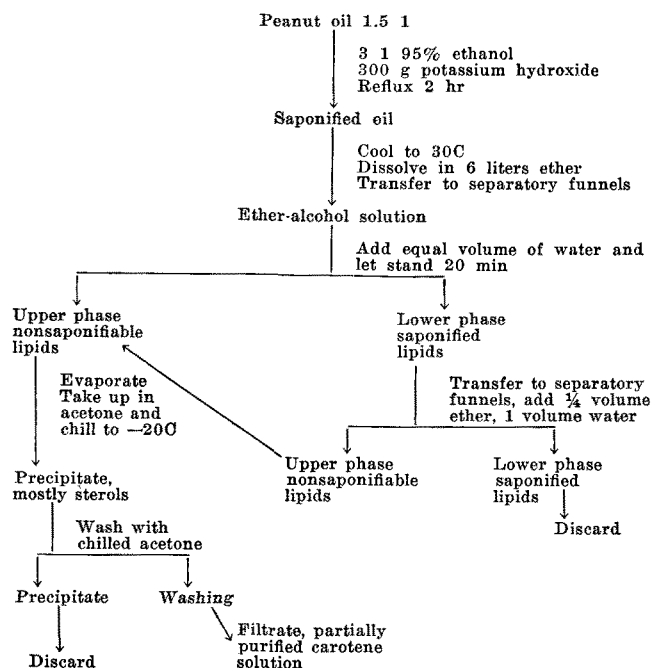 Peanut oil 1.5 l
3 l 95% ethanol
300 g potassium hydroxide
Reflux 2 hr
Saponified oil
Cool to 30C
Dissolve in 6 liters ether
Transfer to separatory funnels
Ether-alcohol solution
Add equal volume of water and
let stand 20 min
Upper phase
nonsaponifiable
lipids
Lower phase
saponified
lipids
Evaporate
Take up in
acetone and
chill to —20C
Transfer to separatory
funnels, add ¼ volume
ether, 1 volume water
Precipitate,
mostly sterols
Upper phase
nonsaponifiable
lipids
Lower phase
saponified
lipids
Discard
Wash with
chilled acetone
Precipitate
Washing
Discard
Filtrate, partially
purified carotene
solution